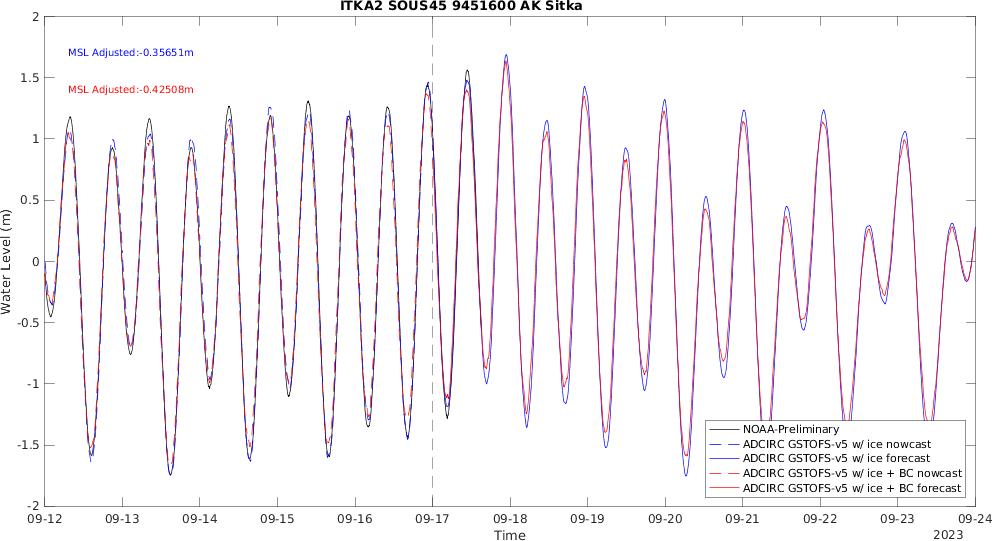 ITKA2 SOUS45 9451600 AK Sitka
MSL Adjusted:-0.35651m
MSL Adjusted:-0.42508m
Water Level (m)
2
1.5
1
0.5
0
-0.5
-1
-1.5
-2
NOAA-Preliminary
ADCIRC GSTOFS-v5 w/ ice nowcast
ADCIRC GSTOFS-v5 w/ ice forecast
ADCIRC GSTOFS-v5 w/ ice + BC nowcast
ADCIRC GSTOFS-v5 w/ ice + BC forecast
09-12 09-13 09-14 09-15 09-16 09-17 09-18 09-19 09-20 09-21 09-22 09-23 09-24
Time
2023